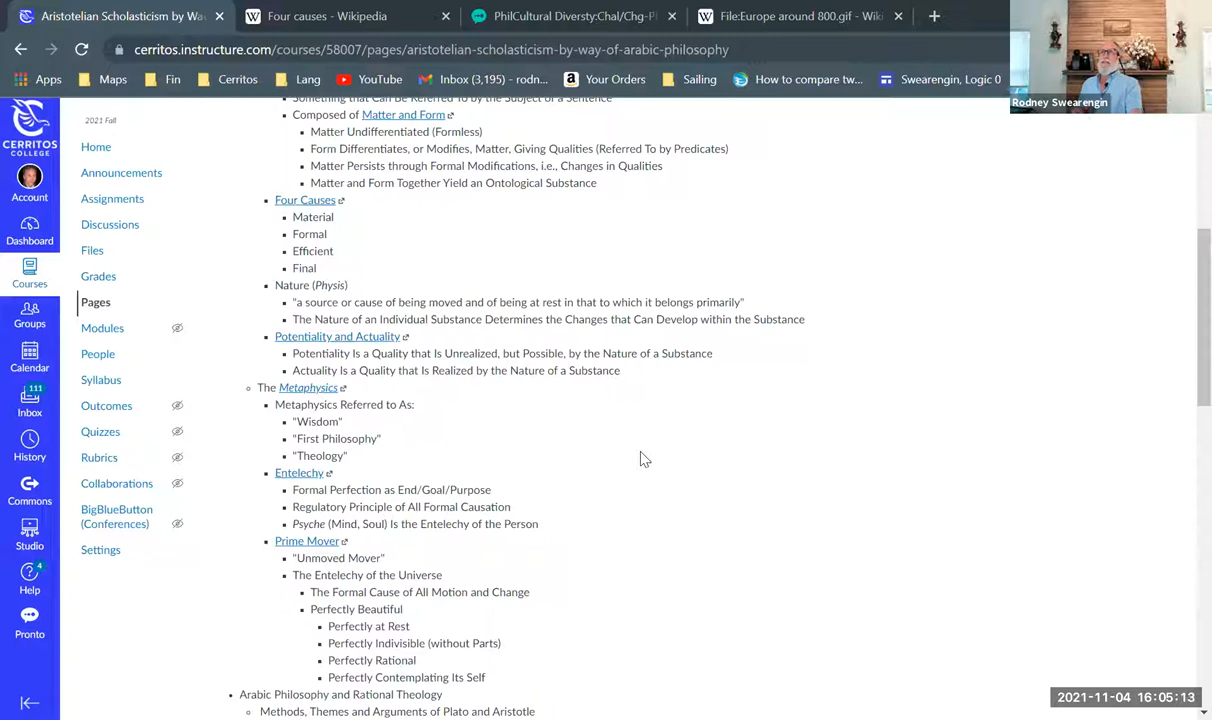 Aristotelian Scholasticism by Wa
Four causes - Wikipedia
PhilCultural Diversty:Chal/Chg-P
File:Europe around 800.gif - Wiki
cerritos.instructure.com/courses/58007/pages/aristotelian-scholasticism-by-way-of-arabic-philosophy
Apps
Maps
Fin
Cerritos
Lang
YouTube
Inbox (3,195) - rodn...
Your Orders
Sailing
How to compare tw...
Swearengin, Logic 0
Rodney Swearengin
CERRITOS
COLLEGE
Account
Dashboard
Courses
Groups
Calendar
111
Inbox
History
Commons
Studio
4
Help
Pronto
2021 Fall
Home
Announcements
Assignments
Discussions
Files
Grades
Pages
Modules
People
Syllabus
Outcomes
Quizzes
Rubrics
Collaborations
BigBlueButton
(Conferences)
Settings
Something that Can Be Referred To by the Subject of a Sentence
Composed of Matter and Form
Matter Undifferentiated (Formless)
Form Differentiates, or Modifies, Matter, Giving Qualities (Referred To by Predicates)
Matter Persists through Formal Modifications, i.e., Changes in Qualities
Matter and Form Together Yield an Ontological Substance
Four Causes
Material
Formal
Efficient
Final
Nature (Physis)
"a source or cause of being moved and of being at rest in that to which it belongs primarily"
The Nature of an Individual Substance Determines the Changes that Can Develop within the Substance
Potentiality and Actuality
Potentiality Is a Quality that Is Unrealized, but Possible, by the Nature of a Substance
Actuality Is a Quality that Is Realized by the Nature of a Substance
The Metaphysics
Metaphysics Referred to As:
"Wisdom"
"First Philosophy"
"Theology"
Entelechy
Formal Perfection as End/Goal/Purpose
Regulatory Principle of All Formal Causation
Psyche (Mind, Soul) Is the Entelechy of the Person
Prime Mover
"Unmoved Mover"
The Entelechy of the Universe
The Formal Cause of All Motion and Change
Perfectly Beautiful
Perfectly at Rest
Perfectly Indivisible (without Parts)
Perfectly Rational
Perfectly Contemplating Its Self
Arabic Philosophy and Rational Theology
Methods, Themes and Arguments of Plato and Aristotle
2021-11-04 16:05:13